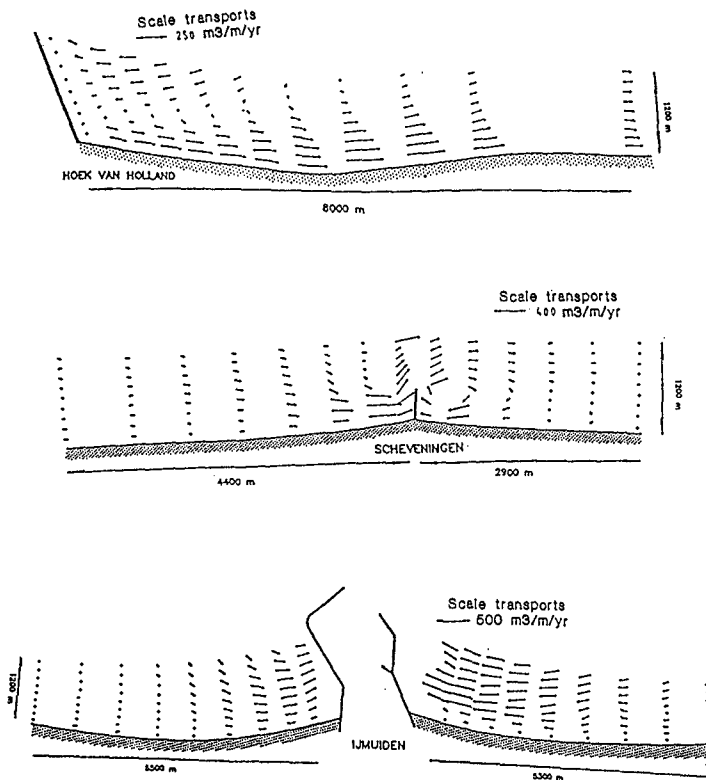 Scale transports
250 m3/m/yr
1200 m
HOEK VAN HOLLAND
8000 m
Scale transports
400 m3/m/yr
1200 m
SCHEVENINGEN
4400 m
2900 m
Scale transports
500 m3/m/yr
1200 m
IJMUIDEN
5300 m